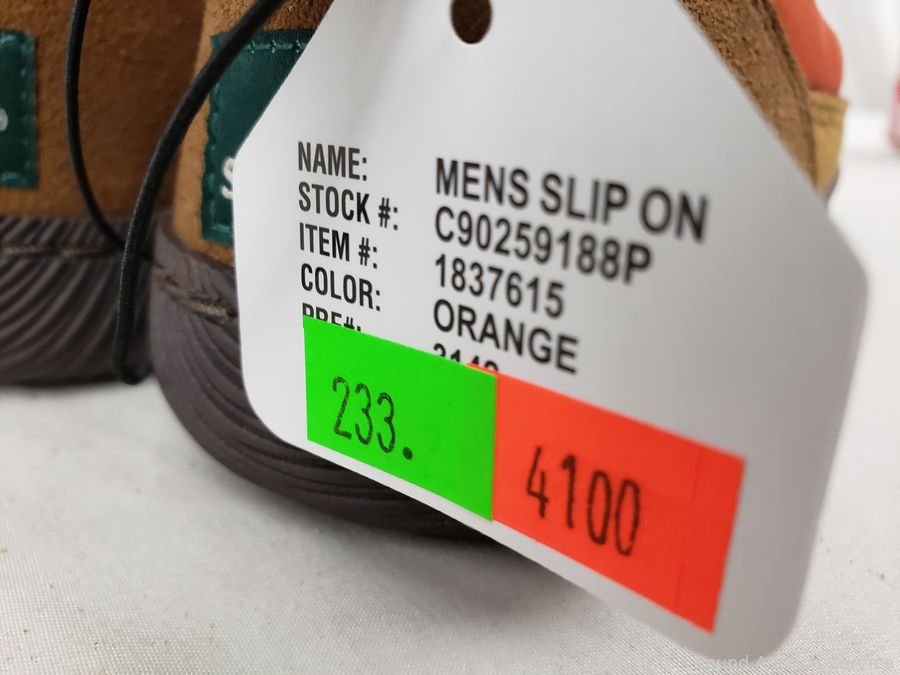 NAME: MENS SLIP ON
STOCK #: C90259188P
ITEM #: 1837615
COLOR: ORANGE
233. 4100